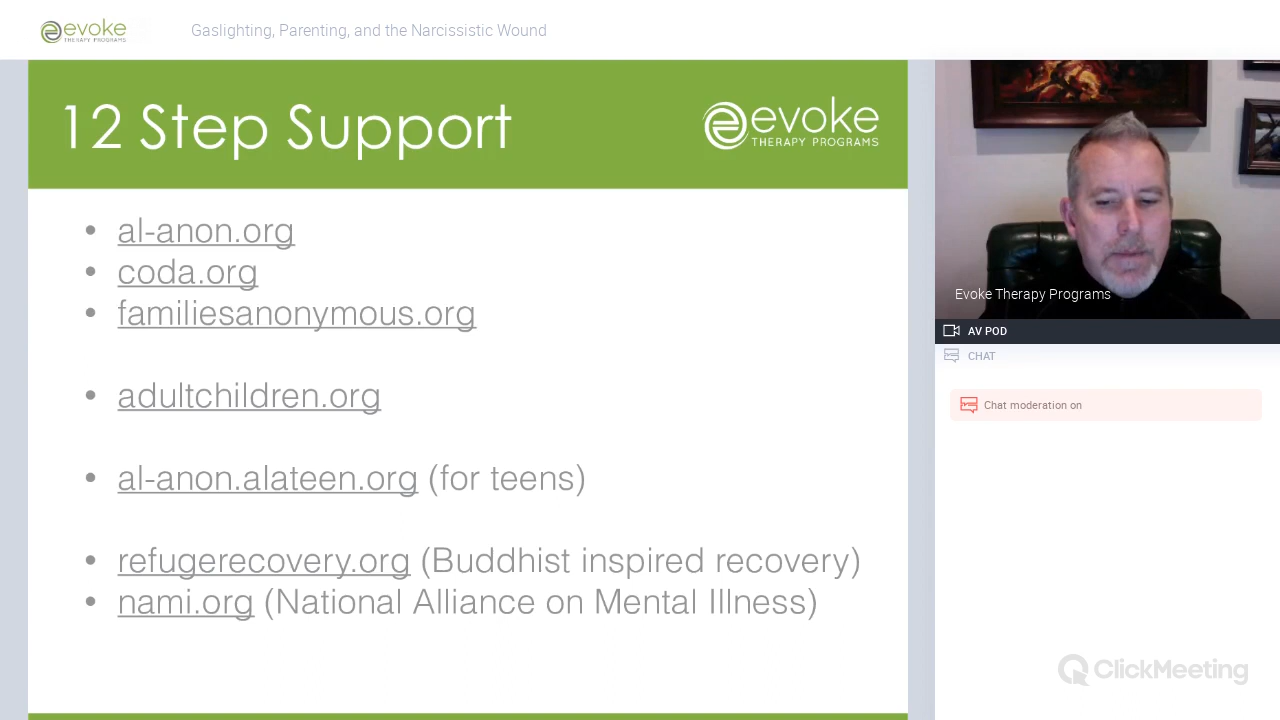 evoke
THERAPY PROGRAMS
Gaslighting, Parenting, and the Narcissistic Wound
12 Step Support
evoke
THERAPY PROGRAMS
• al-anon.org
• coda.org
• familiesanonymous.org
• adultchildren.org
• al-anon.alateen.org (for teens)
• refugerecovery.org (Buddhist inspired recovery)
• nami.org (National Alliance on Mental Illness)
Evoke Therapy Programs
AV POD
CHAT
Chat moderation on
ClickMeeting